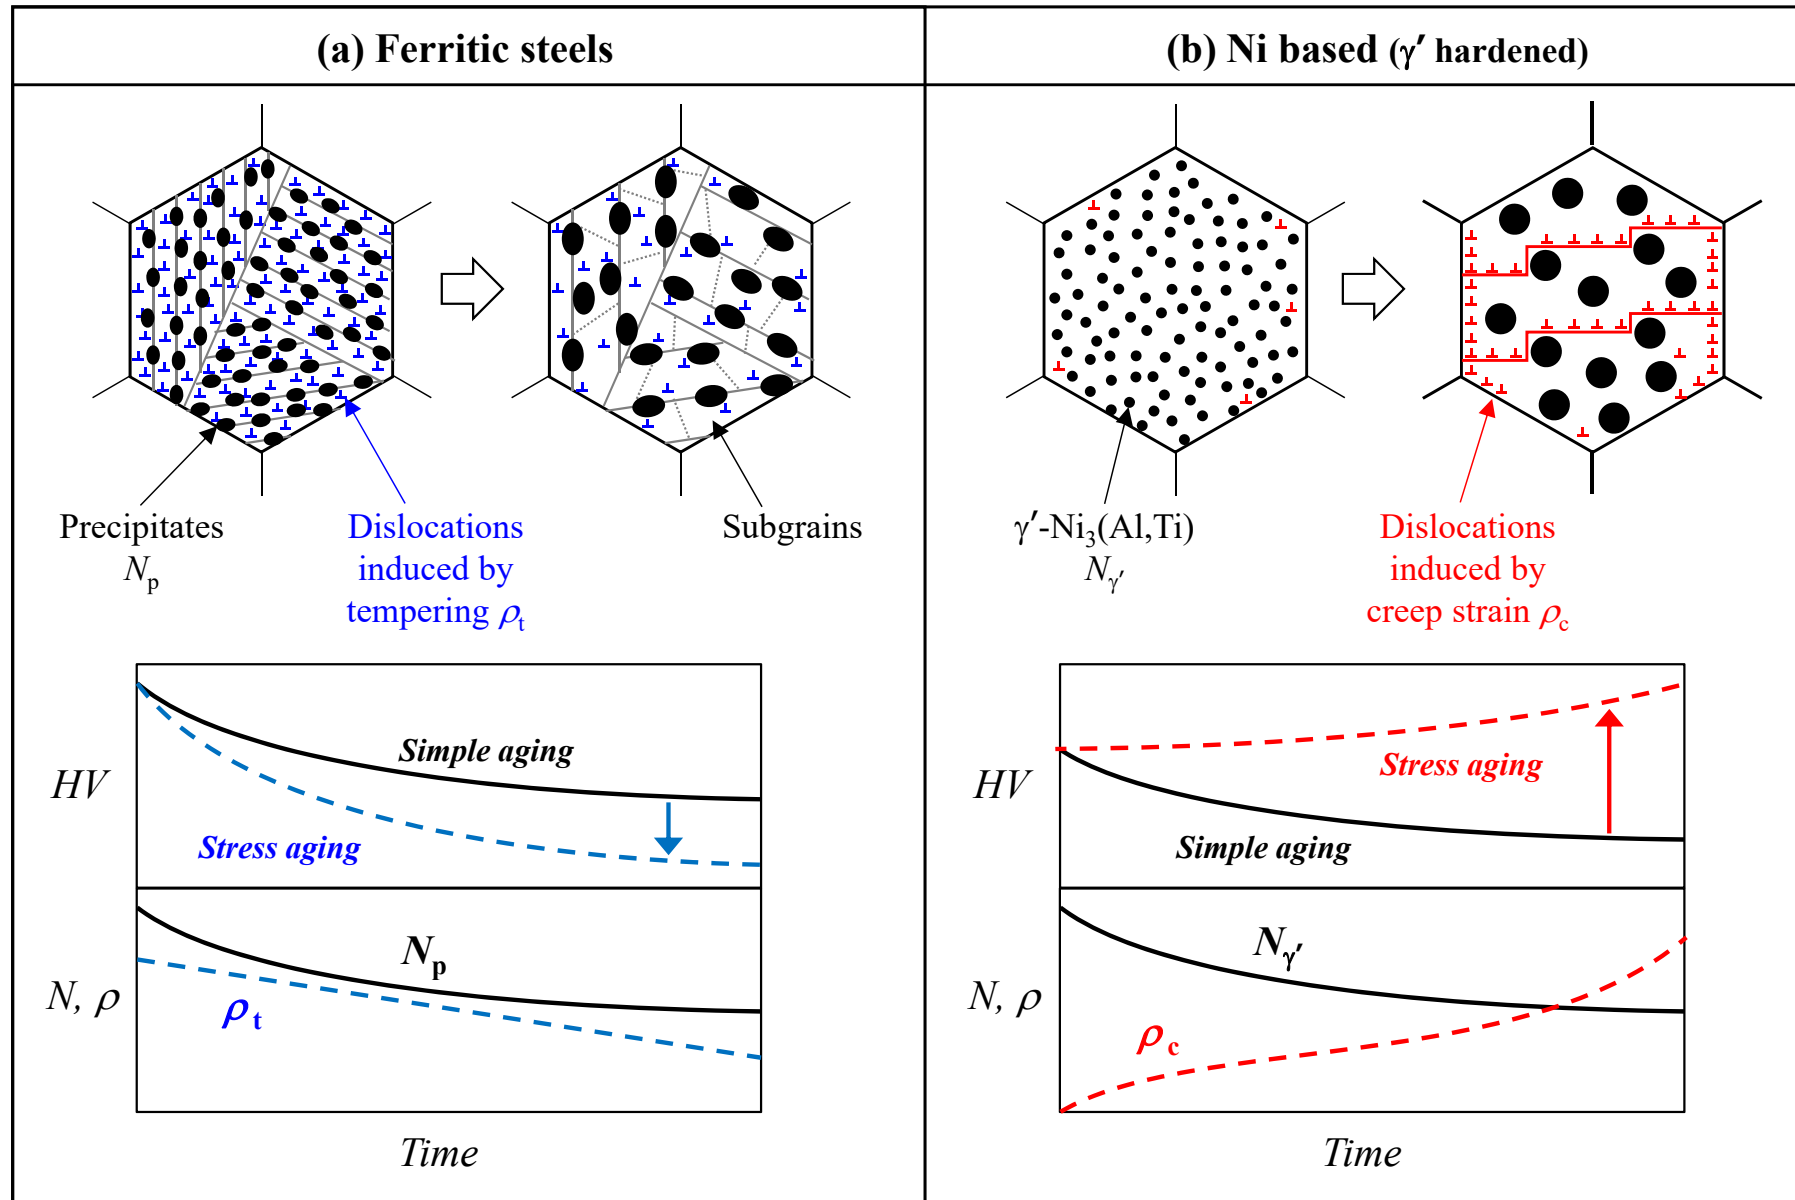 (a) Ferritic steels
Precipitates
Np
Dislocations
induced by
tempering ρt
Subgrains
HV
Simple aging
Stress aging
N, ρ
Np
ρt
Time
(b) Ni based (γ′ hardened)
γ′-Ni3(Al,Ti)
Nγ′
Dislocations
induced by
creep strain ρc
HV
Stress aging
Simple aging
N, ρ
Nγ′
ρc
Time